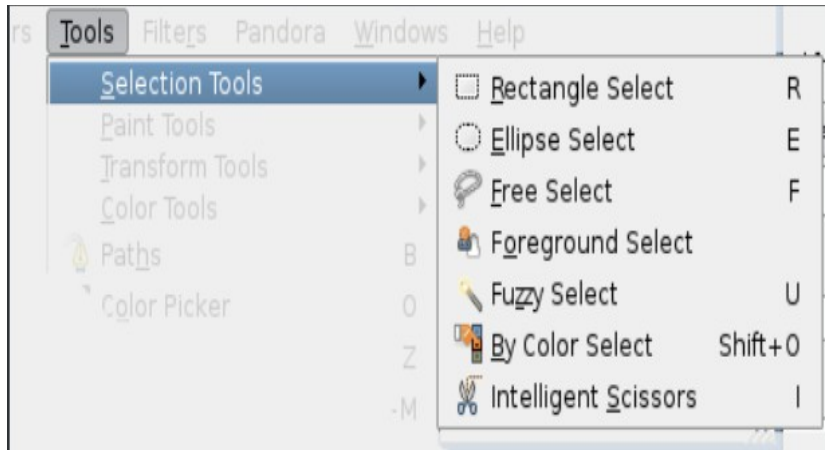 rs Tools Filters Pandora Windows Help
Selection Tools
Paint Tools
Transform Tools
Color Tools
Paths B
Color Picker O
Z
-M
Rectangle Select R
Ellipse Select E
Free Select F
Foreground Select
Fuzzy Select U
By Color Select Shift+O
Intelligent Scissors I